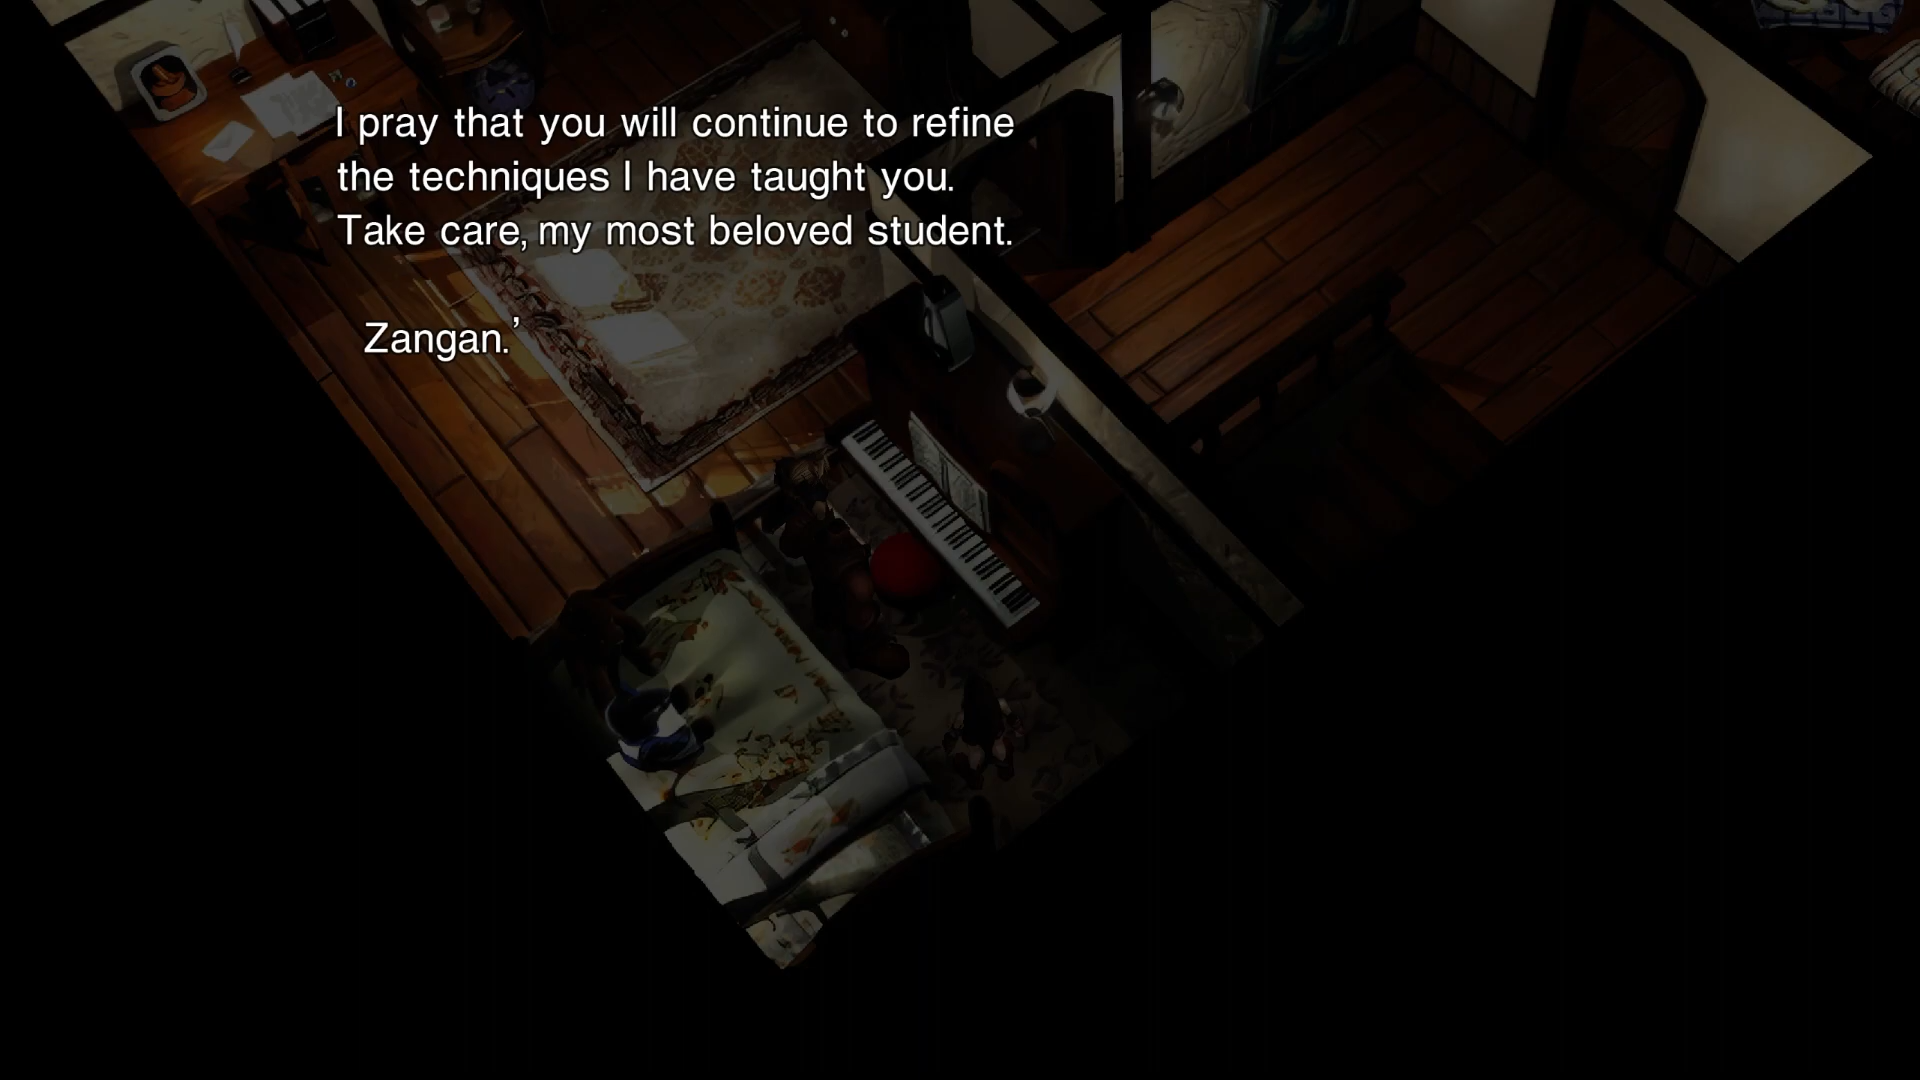 I pray that you will continue to refine
the techniques I have taught you.
Take care, my most beloved student.
Zangan.’